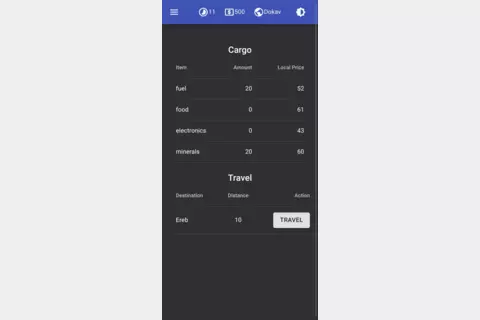 11 500 Dokav
Cargo
Item Amount Local Price
fuel 20 52
food 0 61
electronics 0 43
minerals 20 60
Travel
Destination Distance Action
Ereb 10 TRAVEL